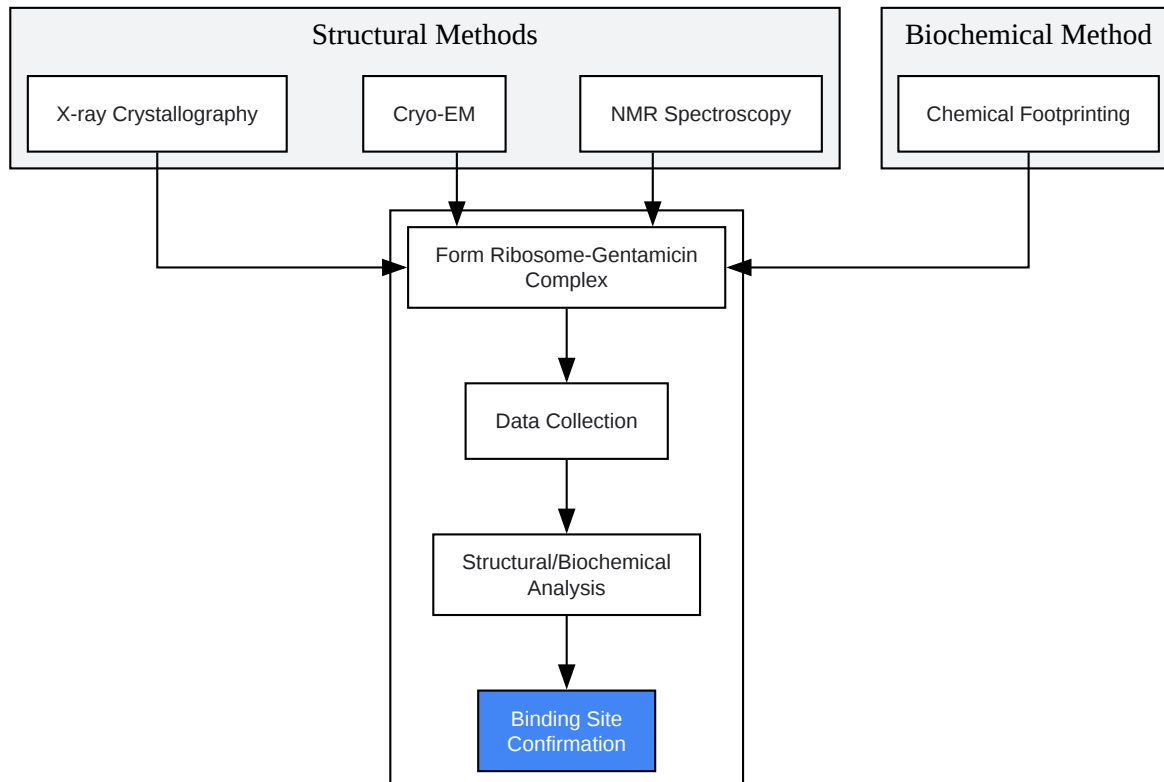 Structural Methods
Biochemical Method
X-ray Crystallography
Cryo-EM
NMR Spectroscopy
Chemical Footprinting
Form Ribosome-Gentamicin
Complex
Data Collection
Structural/Biochemical
Analysis
Binding Site
Confirmation